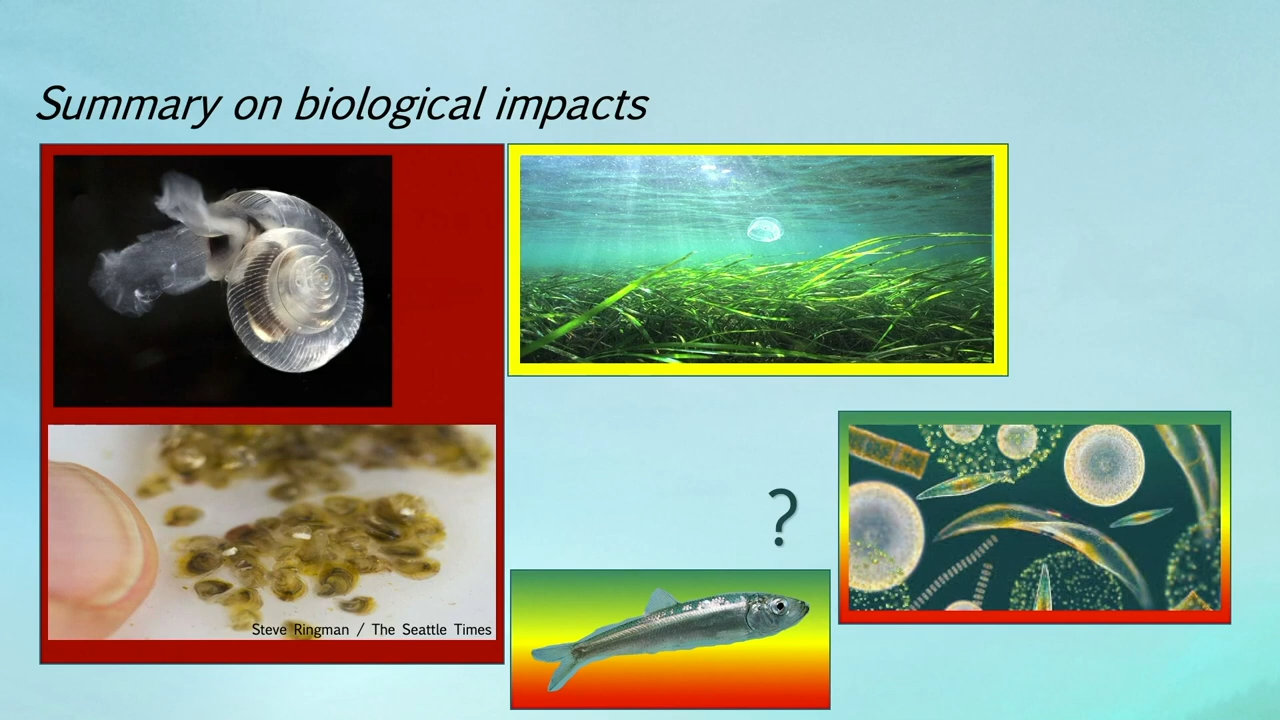 Summary on biological impacts
Steve Ringman / The Seattle Times
?